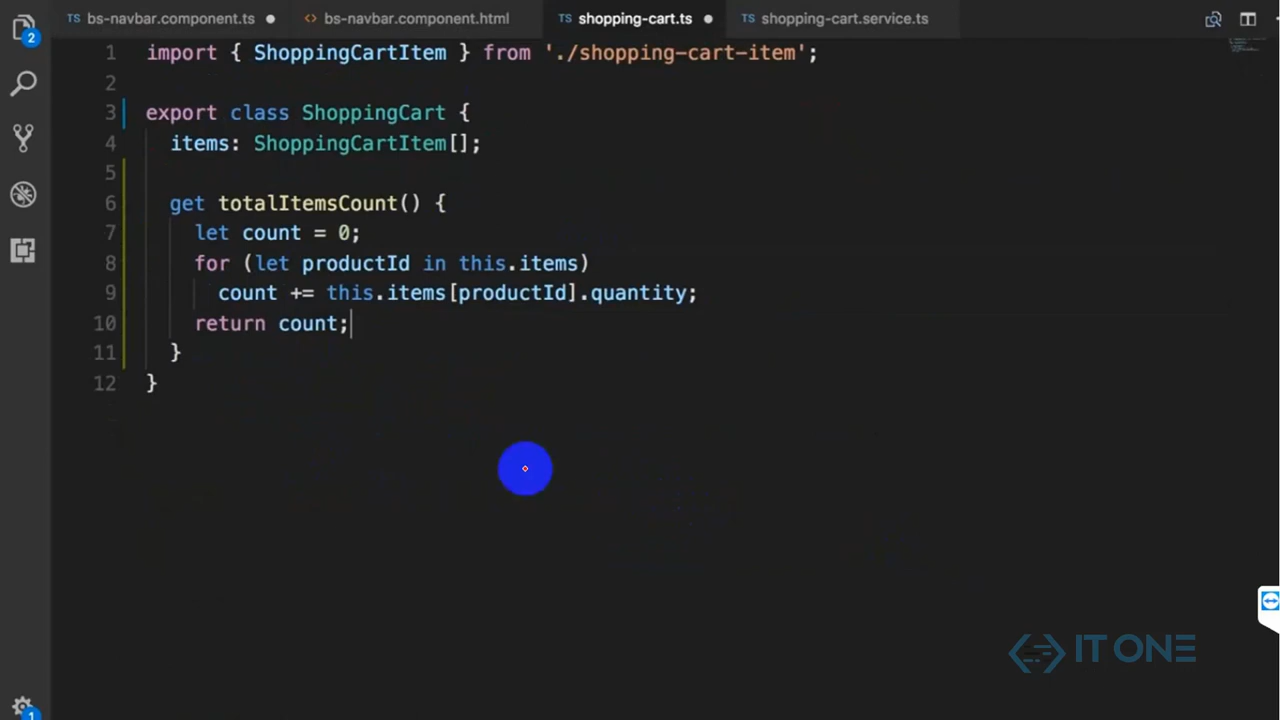 bs-navbar.component.ts
bs-navbar.component.html
shopping-cart.ts
shopping-cart.service.ts
2
1 import { ShoppingCartItem } from './shopping-cart-item';
2
3 export class ShoppingCart {
4 items: ShoppingCartItem[];
5
6 get totalItemsCount() {
7 let count = 0;
8 for (let productId in this.items)
9 count += this.items[productId].quantity;
10 return count;
11 }
12 }
IT ONE
1